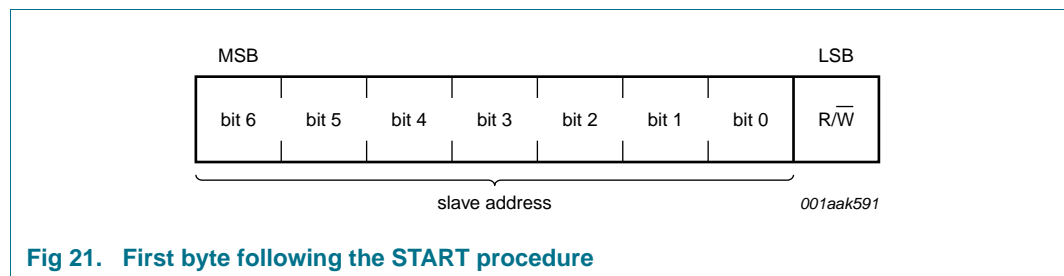 MSB LSB
bit 6 bit 5 bit 4 bit 3 bit 2 bit 1 bit 0 R/W̅
slave address 001aak591
Fig 21. First byte following the START procedure